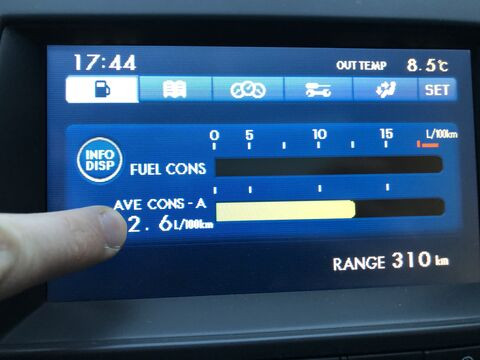 17:44 OUT TEMP 8.5°C
SET
0 5 10 15 L/100km
INFO
DISP
FUEL CONS
AVE CONS - A
2.6L/100km
RANGE 310 km